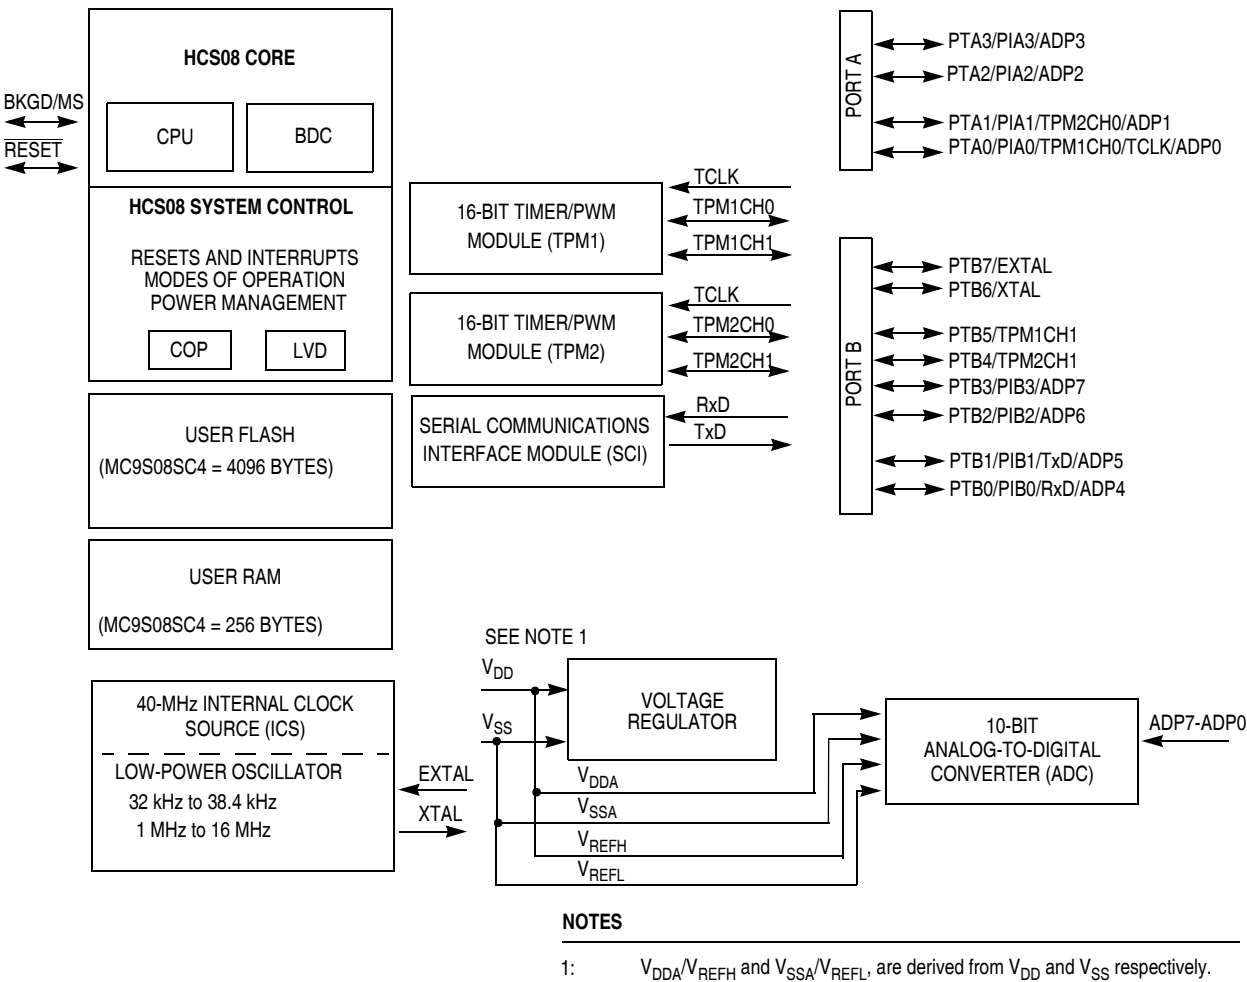 HCS08 CORE
CPU
BDC
BKGD/MS
RESET
HCS08 SYSTEM CONTROL
RESETS AND INTERRUPTS
MODES OF OPERATION
POWER MANAGEMENT
COP
LVD
USER FLASH
(MC9S08SC4 = 4096 BYTES)
USER RAM
(MC9S08SC4 = 256 BYTES)
40-MHz INTERNAL CLOCK
SOURCE (ICS)
LOW-POWER OSCILLATOR
32 kHz to 38.4 kHz
1 MHz to 16 MHz
EXTAL
XTAL
16-BIT TIMER/PWM
MODULE (TPM1)
TCLK
TPM1CH0
TPM1CH1
16-BIT TIMER/PWM
MODULE (TPM2)
TCLK
TPM2CH0
TPM2CH1
SERIAL COMMUNICATIONS
INTERFACE MODULE (SCI)
RxD
TxD
PORT A
PTA3/PIA3/ADP3
PTA2/PIA2/ADP2
PTA1/PIA1/TPM2CH0/ADP1
PTA0/PIA0/TPM1CH0/TCLK/ADP0
PORT B
PTB7/EXTAL
PTB6/XTAL
PTB5/TPM1CH1
PTB4/TPM2CH1
PTB3/PIB3/ADP7
PTB2/PIB2/ADP6
PTB1/PIB1/TxD/ADP5
PTB0/PIB0/RxD/ADP4
SEE NOTE 1
VDD
VSS
VOLTAGE
REGULATOR
VDDA
VSSA
VREFH
VREFL
10-BIT
ANALOG-TO-DIGITAL
CONVERTER (ADC)
ADP7-ADP0
NOTES
1: VDDA/VREFH and VSSA/VREFL, are derived from VDD and VSS respectively.